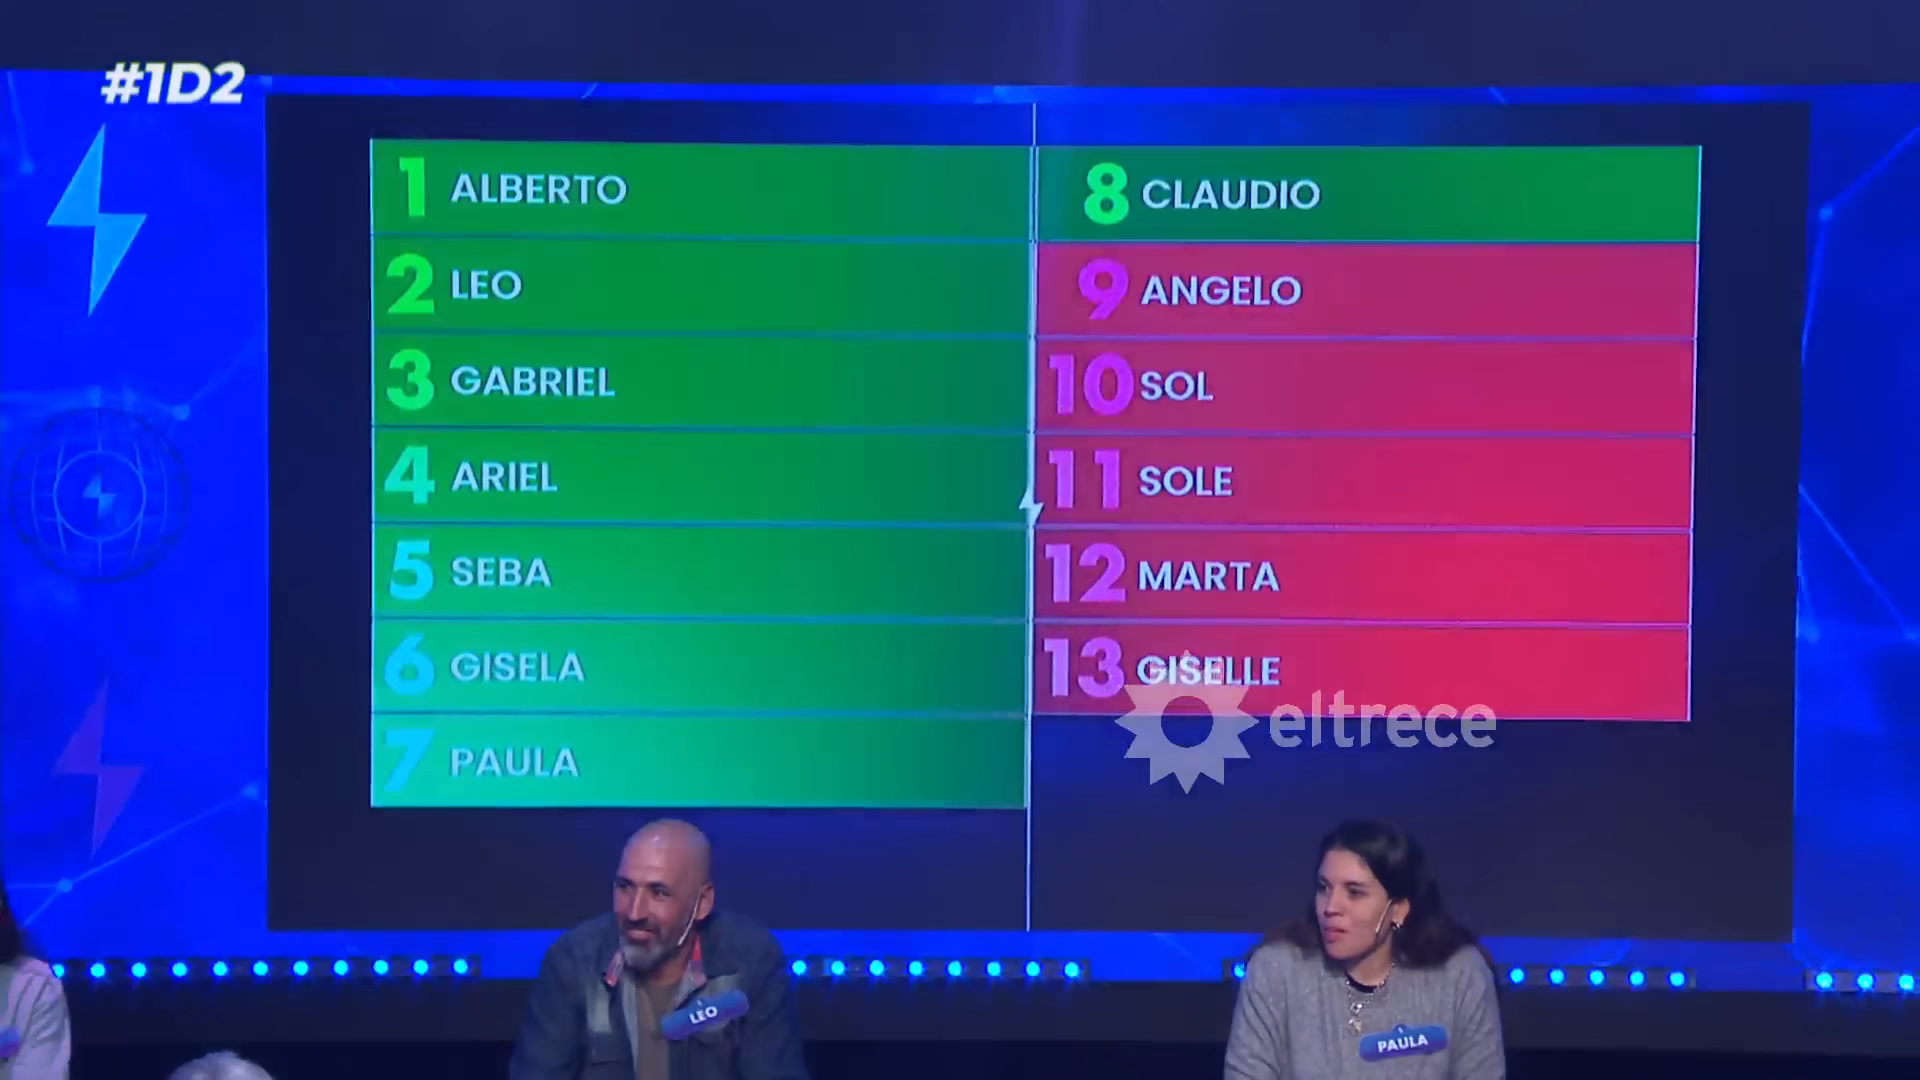 #1D2
1 ALBERTO
2 LEO
3 GABRIEL
4 ARIEL
5 SEBA
6 GISELA
7 PAULA
8 CLAUDIO
9 ANGELO
10 SOL
11 SOLE
12 MARTA
13 GISELLE
eltrece
LEO
PAULA